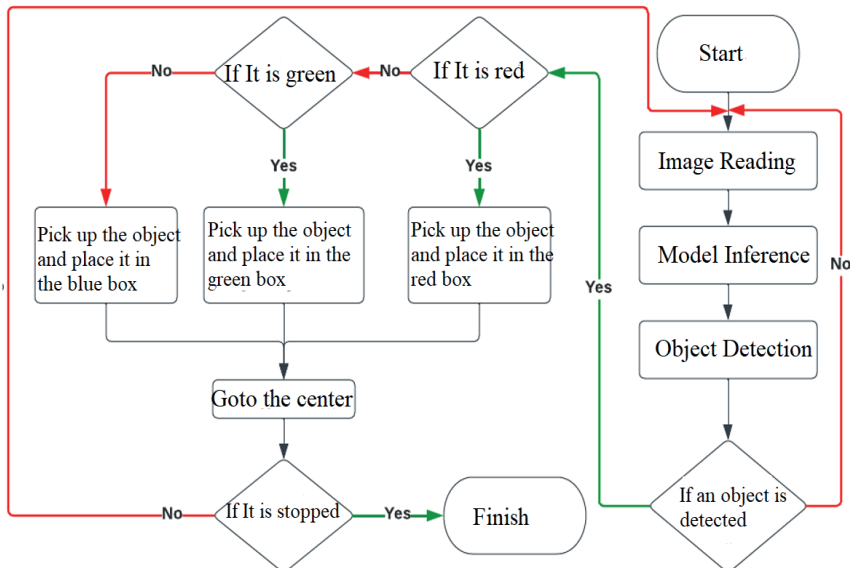 Start
Image Reading
Model Inference
Object Detection
If an object is
detected
No
Yes
If It is red
No
Yes
If It is green
No
Yes
Pick up the object
and place it in
the blue box
Pick up the object
and place it in the
green box
Pick up the object
and place it in the
red box
Goto the center
If It is stopped
No
Yes
Finish